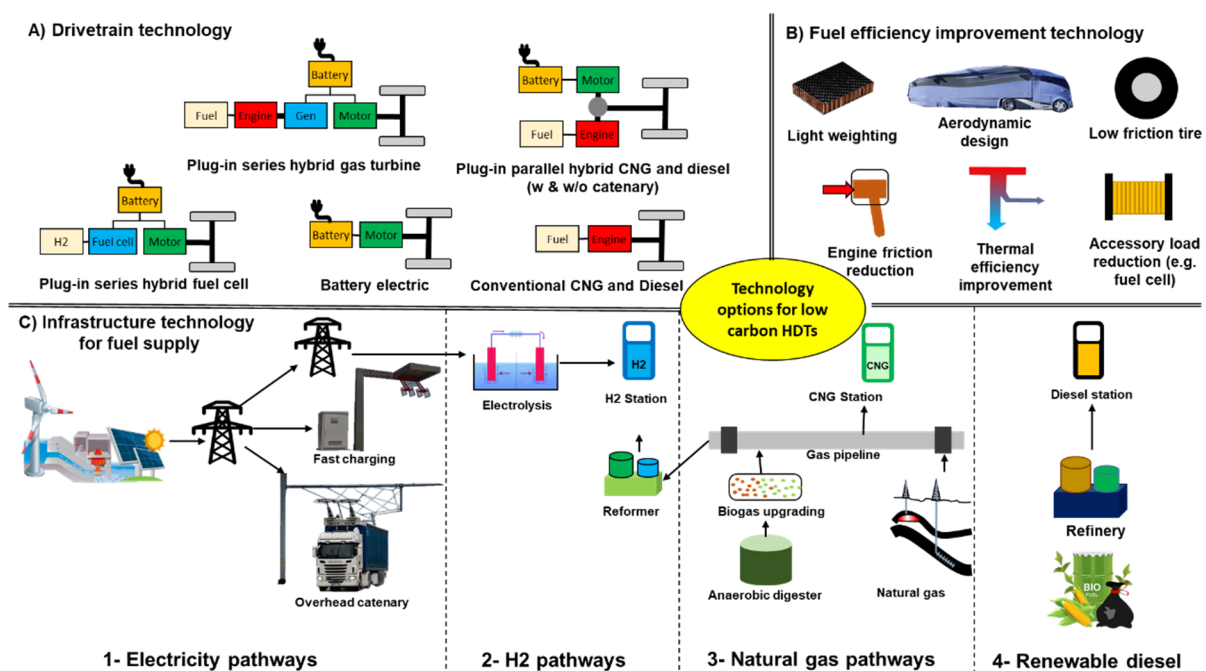 A) Drivetrain technology
Battery
Fuel
Engine
Gen
Motor
Plug-in series hybrid gas turbine
Battery
Motor
Fuel
Engine
Plug-in parallel hybrid CNG and diesel
(w & w/o catenary)
Battery
H2
Fuel cell
Motor
Plug-in series hybrid fuel cell
Battery
Motor
Battery electric
Fuel
Engine
Conventional CNG and Diesel
B) Fuel efficiency improvement technology
Light weighting
Aerodynamic
design
Low friction tire
Engine friction
reduction
Thermal
efficiency
improvement
Accessory load
reduction (e.g.
fuel cell)
Technology
options for low
carbon HDTs
C) Infrastructure technology
for fuel supply
Fast charging
Overhead catenary
1- Electricity pathways
Electrolysis
H2
H2 Station
Reformer
2- H2 pathways
CNG
CNG Station
Gas pipeline
Biogas upgrading
Anaerobic digester
Natural gas
3- Natural gas pathways
Diesel station
Refinery
BIO
FUEL
4- Renewable diesel